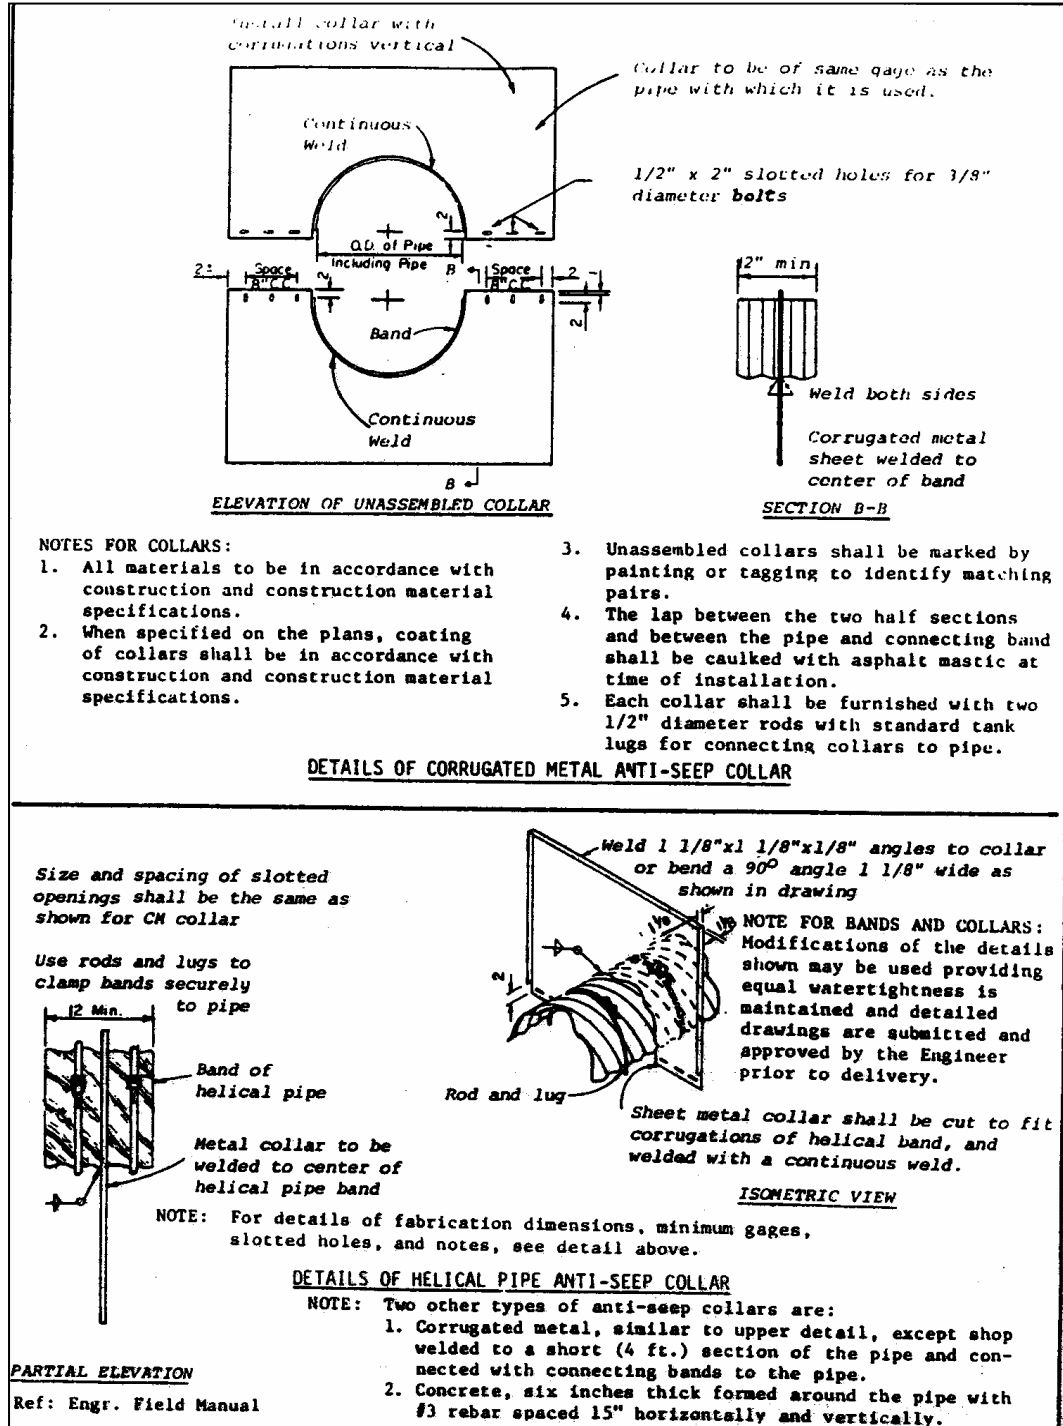 Install collar with
corrugations vertical
Collar to be of same gage as the
pipe with which it is used.
Continuous
Weld
1/2" x 2" slotted holes for 3/8"
diameter bolts
2
O.D. of Pipe
Including Pipe
B
2
Space
8"C.C.
2
Space
8"C.C.
2
1
2
Band
Continuous
Weld
B
ELEVATION OF UNASSEMBLED COLLAR
12" min
Weld both sides
Corrugated metal
sheet welded to
center of band
SECTION B-B
NOTES FOR COLLARS:
1. All materials to be in accordance with
construction and construction material
specifications.
2. When specified on the plans, coating
of collars shall be in accordance with
construction and construction material
specifications.
3. Unassembled collars shall be marked by
painting or tagging to identify matching
pairs.
4. The lap between the two half sections
and between the pipe and connecting band
shall be caulked with asphalt mastic at
time of installation.
5. Each collar shall be furnished with two
1/2" diameter rods with standard tank
lugs for connecting collars to pipe.
DETAILS OF CORRUGATED METAL ANTI-SEEP COLLAR
Size and spacing of slotted
openings shall be the same as
shown for CM collar
Use rods and lugs to
clamp bands securely
to pipe
12 Min.
Band of
helical pipe
Metal collar to be
welded to center of
helical pipe band
Weld 1 1/8"x1 1/8"x1/8" angles to collar
or bend a 90° angle 1 1/8" wide as
shown in drawing
1 1/8
1 1/8
2
NOTE FOR BANDS AND COLLARS:
Modifications of the details
shown may be used providing
equal watertightness is
maintained and detailed
drawings are submitted and
approved by the Engineer
prior to delivery.
Rod and lug
Sheet metal collar shall be cut to fit
corrugations of helical band, and
welded with a continuous weld.
ISOMETRIC VIEW
NOTE: For details of fabrication dimensions, minimum gages,
slotted holes, and notes, see detail above.
DETAILS OF HELICAL PIPE ANTI-SEEP COLLAR
NOTE: Two other types of anti-seep collars are:
1. Corrugated metal, similar to upper detail, except shop
welded to a short (4 ft.) section of the pipe and con-
nected with connecting bands to the pipe.
2. Concrete, six inches thick formed around the pipe with
#3 rebar spaced 15" horizontally and vertically.
PARTIAL ELEVATION
Ref: Engr. Field Manual